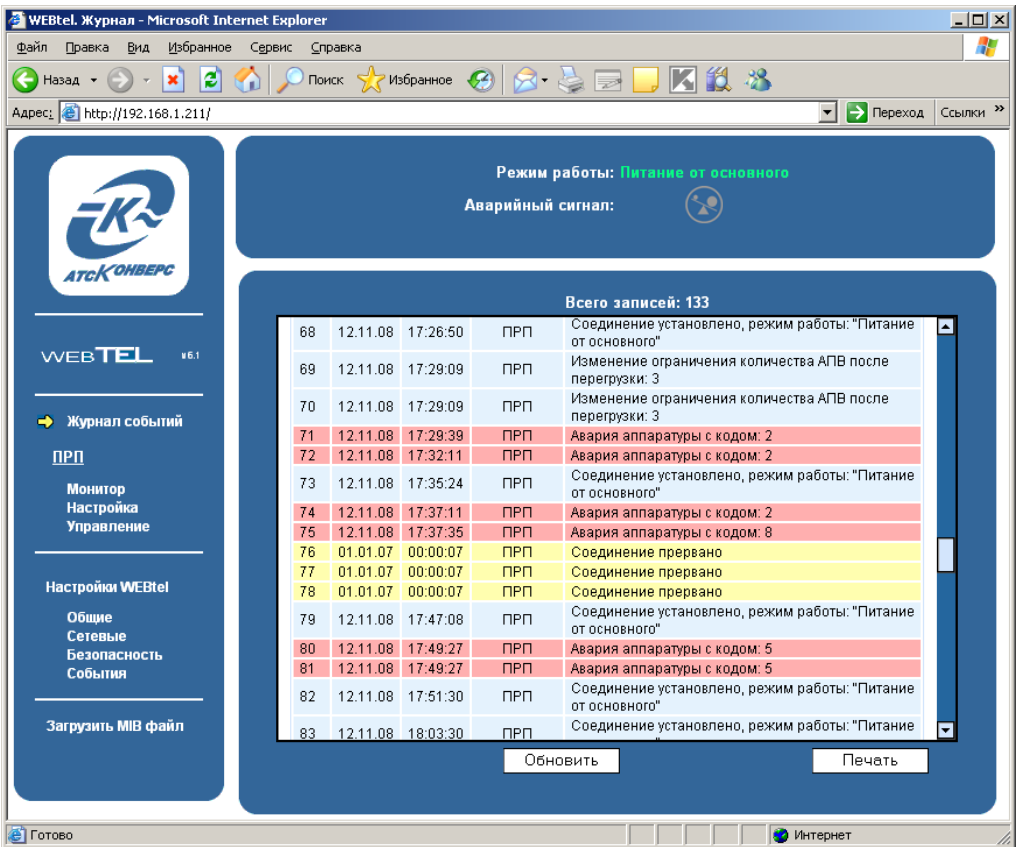 WEBtel. Журнал - Microsoft Internet Explorer
Файл Правка Вид Избранное Сервис Справка
Назад Поиск Избранное
Адрес: http://192.168.1.211/ Переход Ссылки »
К
АТСКОНВЕРС
WEBTEL v6.1
Журнал событий
ПРП
Монитор
Настройка
Управление
Настройки WEBtel
Общие
Сетевые
Безопасность
События
Загрузить MIB файл
Режим работы: Питание от основного
Аварийный сигнал:
Всего записей: 133
68 12.11.08 17:26:50 ПРП Соединение установлено, режим работы: "Питание
от основного"
69 12.11.08 17:29:09 ПРП Изменение ограничения количества АПВ после
перегрузки: 3
70 12.11.08 17:29:09 ПРП Изменение ограничения количества АПВ после
перегрузки: 3
71 12.11.08 17:29:39 ПРП Авария аппаратуры с кодом: 2
72 12.11.08 17:32:11 ПРП Авария аппаратуры с кодом: 2
73 12.11.08 17:35:24 ПРП Соединение установлено, режим работы: "Питание
от основного"
74 12.11.08 17:37:11 ПРП Авария аппаратуры с кодом: 2
75 12.11.08 17:37:35 ПРП Авария аппаратуры с кодом: 8
76 01.01.07 00:00:07 ПРП Соединение прервано
77 01.01.07 00:00:07 ПРП Соединение прервано
78 01.01.07 00:00:07 ПРП Соединение прервано
79 12.11.08 17:47:08 ПРП Соединение установлено, режим работы: "Питание
от основного"
80 12.11.08 17:49:27 ПРП Авария аппаратуры с кодом: 5
81 12.11.08 17:49:27 ПРП Авария аппаратуры с кодом: 5
82 12.11.08 17:51:30 ПРП Соединение установлено, режим работы: "Питание
от основного"
83 12.11.08 18:03:30 ПРП Соединение установлено, режим работы: "Питание
Обновить Печать
Готово Интернет